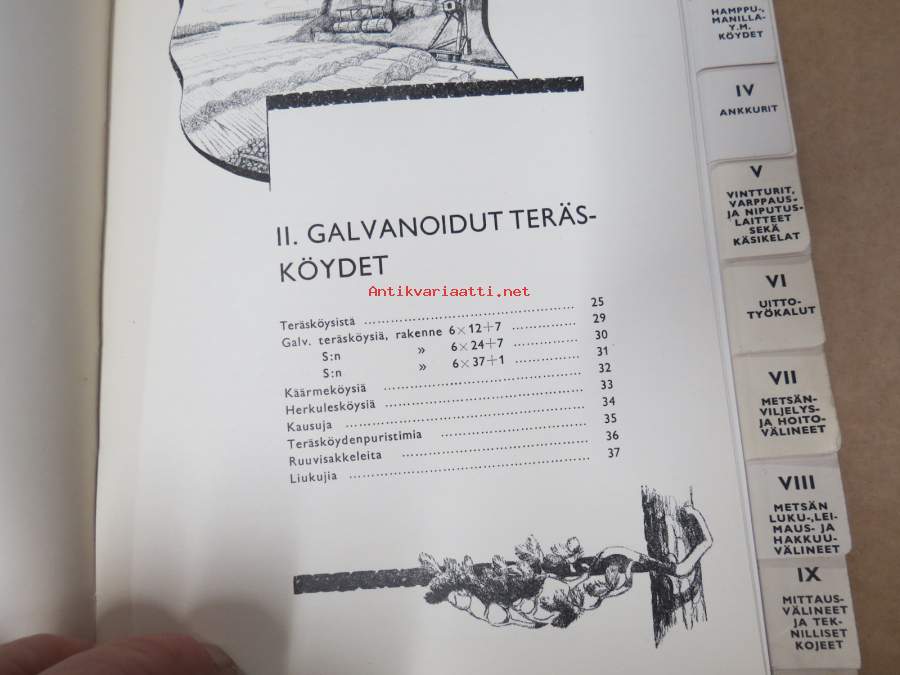 II. GALVANOIDUT TERÄS-
KÖYDET
Antikvariaatti.net
Teräsköysistä 25
Galv. teräsköysiä, rakenne 6×12+7 29
S:n » 6×24+7 30
S:n » 6×37+1 31
Käärmeköysiä 32
Herkulesköysiä 33
Kausuja 34
Teräsköydenpuristimia 35
Ruuvisakkeleita 36
Liukujia 37
HAMPPU-,
MANILLA-
Y.M.
KÖYDET
IV
ANKKURIT
V
VINTTURIT,
VARPPAUS-
JA NIPUTUS-
LAITTEET
SEKÄ
KÄSIKELAT
VI
UITTO-
TYÖKALUT
VII
METSÄN-
VILJELYS-
JA HOITO-
VÄLINEET
VIII
METSÄN
LUKU-,LEI-
MAUS- JA
HAKKUU-
VÄLINEET
IX
MITTAUS-
VÄLINEET
JA TEK-
NILLISET
KOJEET